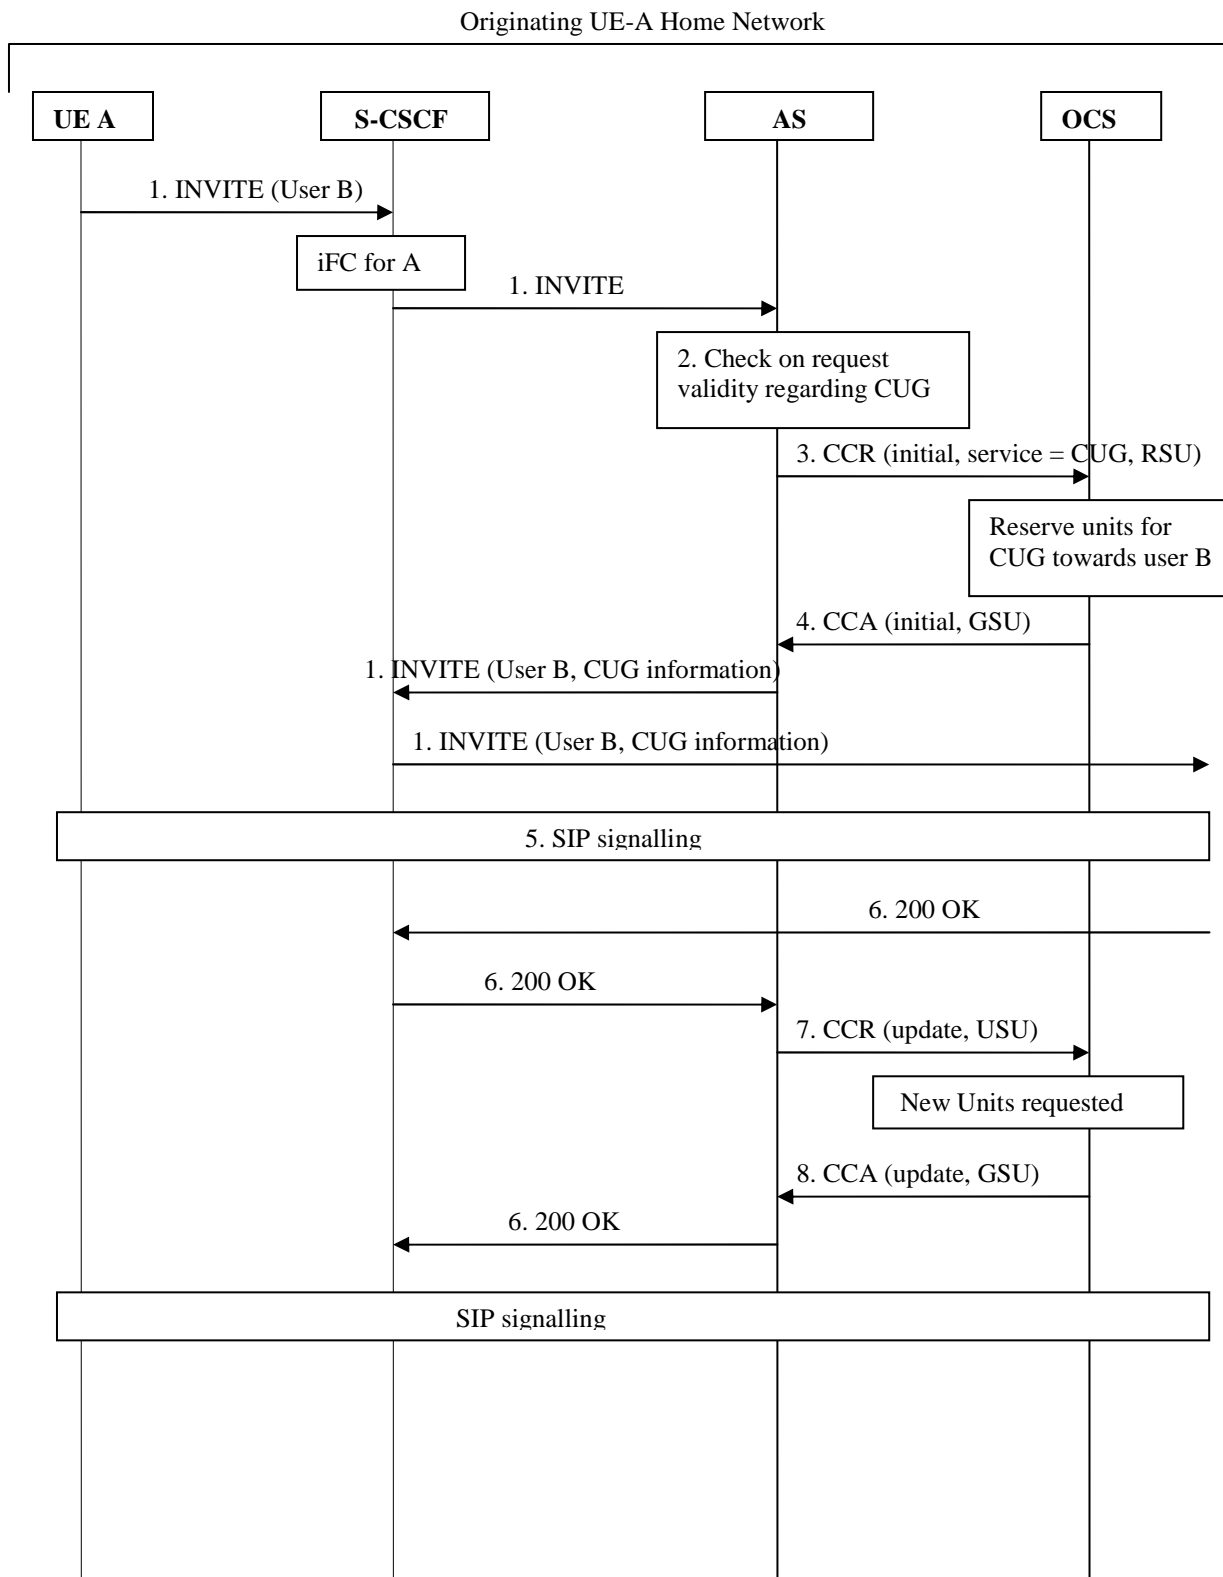 Originating UE-A Home Network
UE A
S-CSCF
AS
OCS
1. INVITE (User B)
iFC for A
1. INVITE
2. Check on request
validity regarding CUG
3. CCR (initial, service = CUG, RSU)
Reserve units for
CUG towards user B
4. CCA (initial, GSU)
1. INVITE (User B, CUG information)
1. INVITE (User B, CUG information)
5. SIP signalling
6. 200 OK
6. 200 OK
7. CCR (update, USU)
New Units requested
8. CCA (update, GSU)
6. 200 OK
SIP signalling